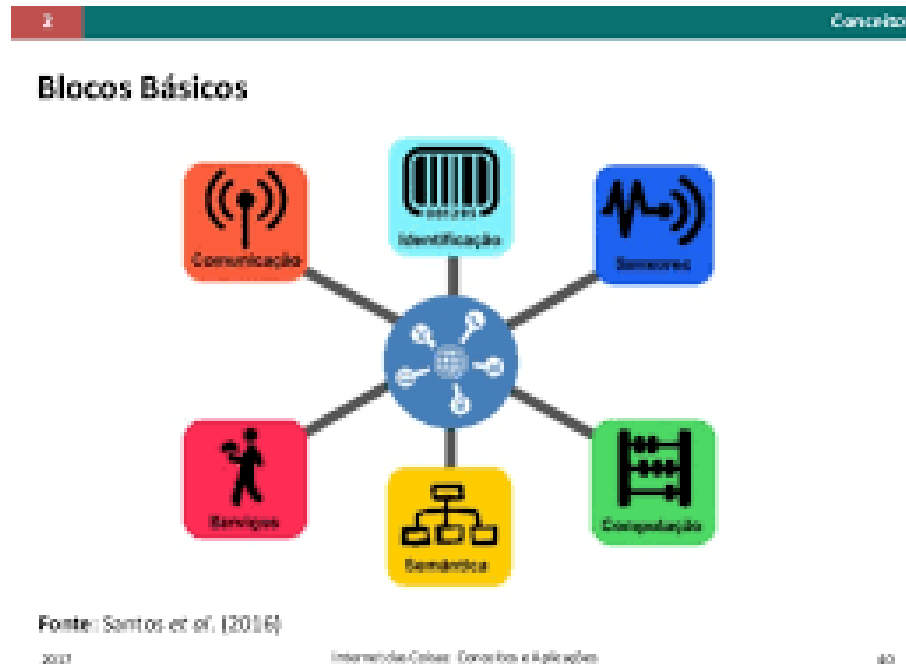 2
Conceitos
Blocos Básicos
Comunicação
Identificação
Sensores
Serviços
Semântica
Computação
Fonte: Santos et al. (2016)
2017
Internet das Coisas: Conceitos e Aplicações